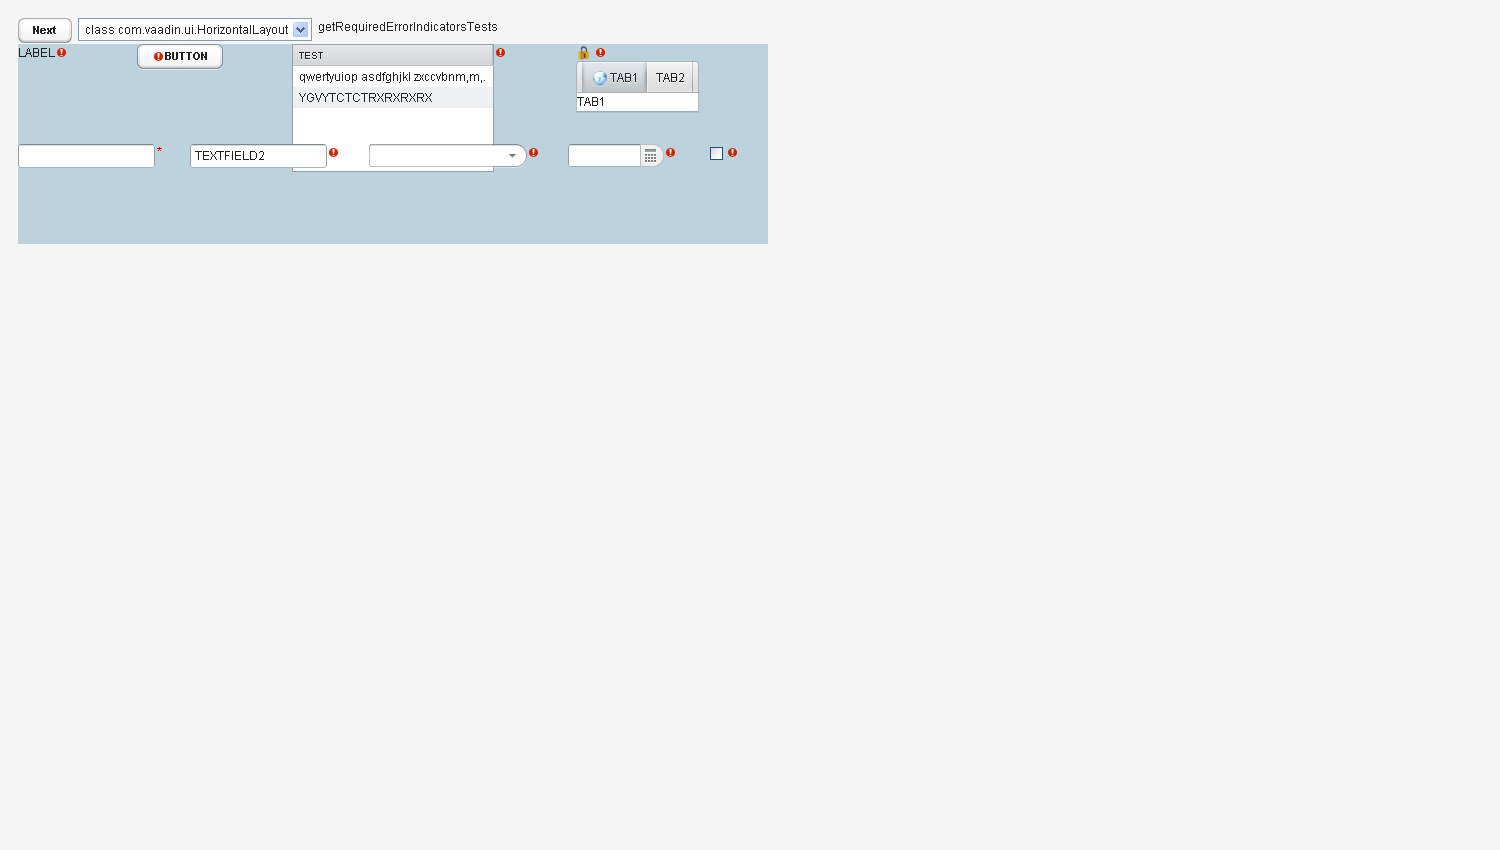 Next class com.vaadin.ui.HorizontalLayout getRequiredErrorIndicatorsTests
LABEL BUTTON TEST
qwertyuiop asdfghjkl zxccvbnm,m,.
YGVYTCTCTRXRXRXRX
TAB1 TAB2
TAB1
* TEXTFIELD2